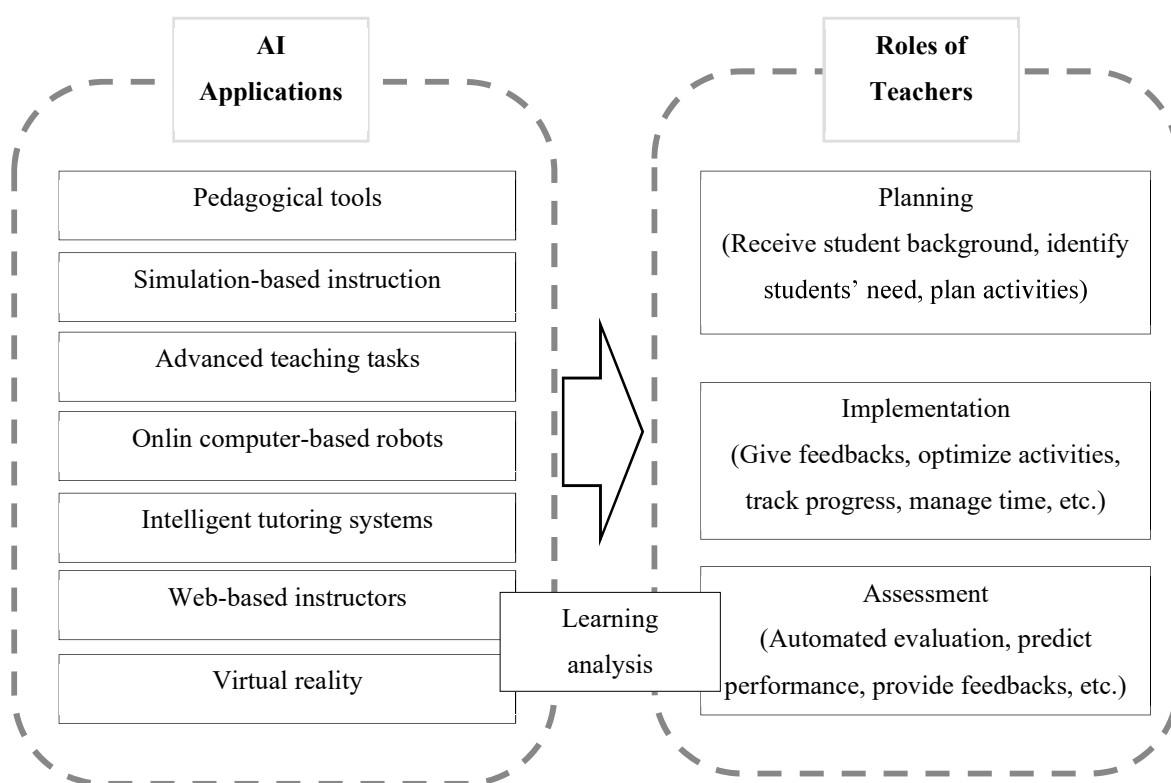 AI
Applications
Pedagogical tools
Simulation-based instruction
Advanced teaching tasks
Onlin computer-based robots
Intelligent tutoring systems
Web-based instructors
Virtual reality
Learning
analysis
Roles of
Teachers
Planning
(Receive student background, identify
students’ need, plan activities)
Implementation
(Give feedbacks, optimize activities,
track progress, manage time, etc.)
Assessment
(Automated evaluation, predict
performance, provide feedbacks, etc.)